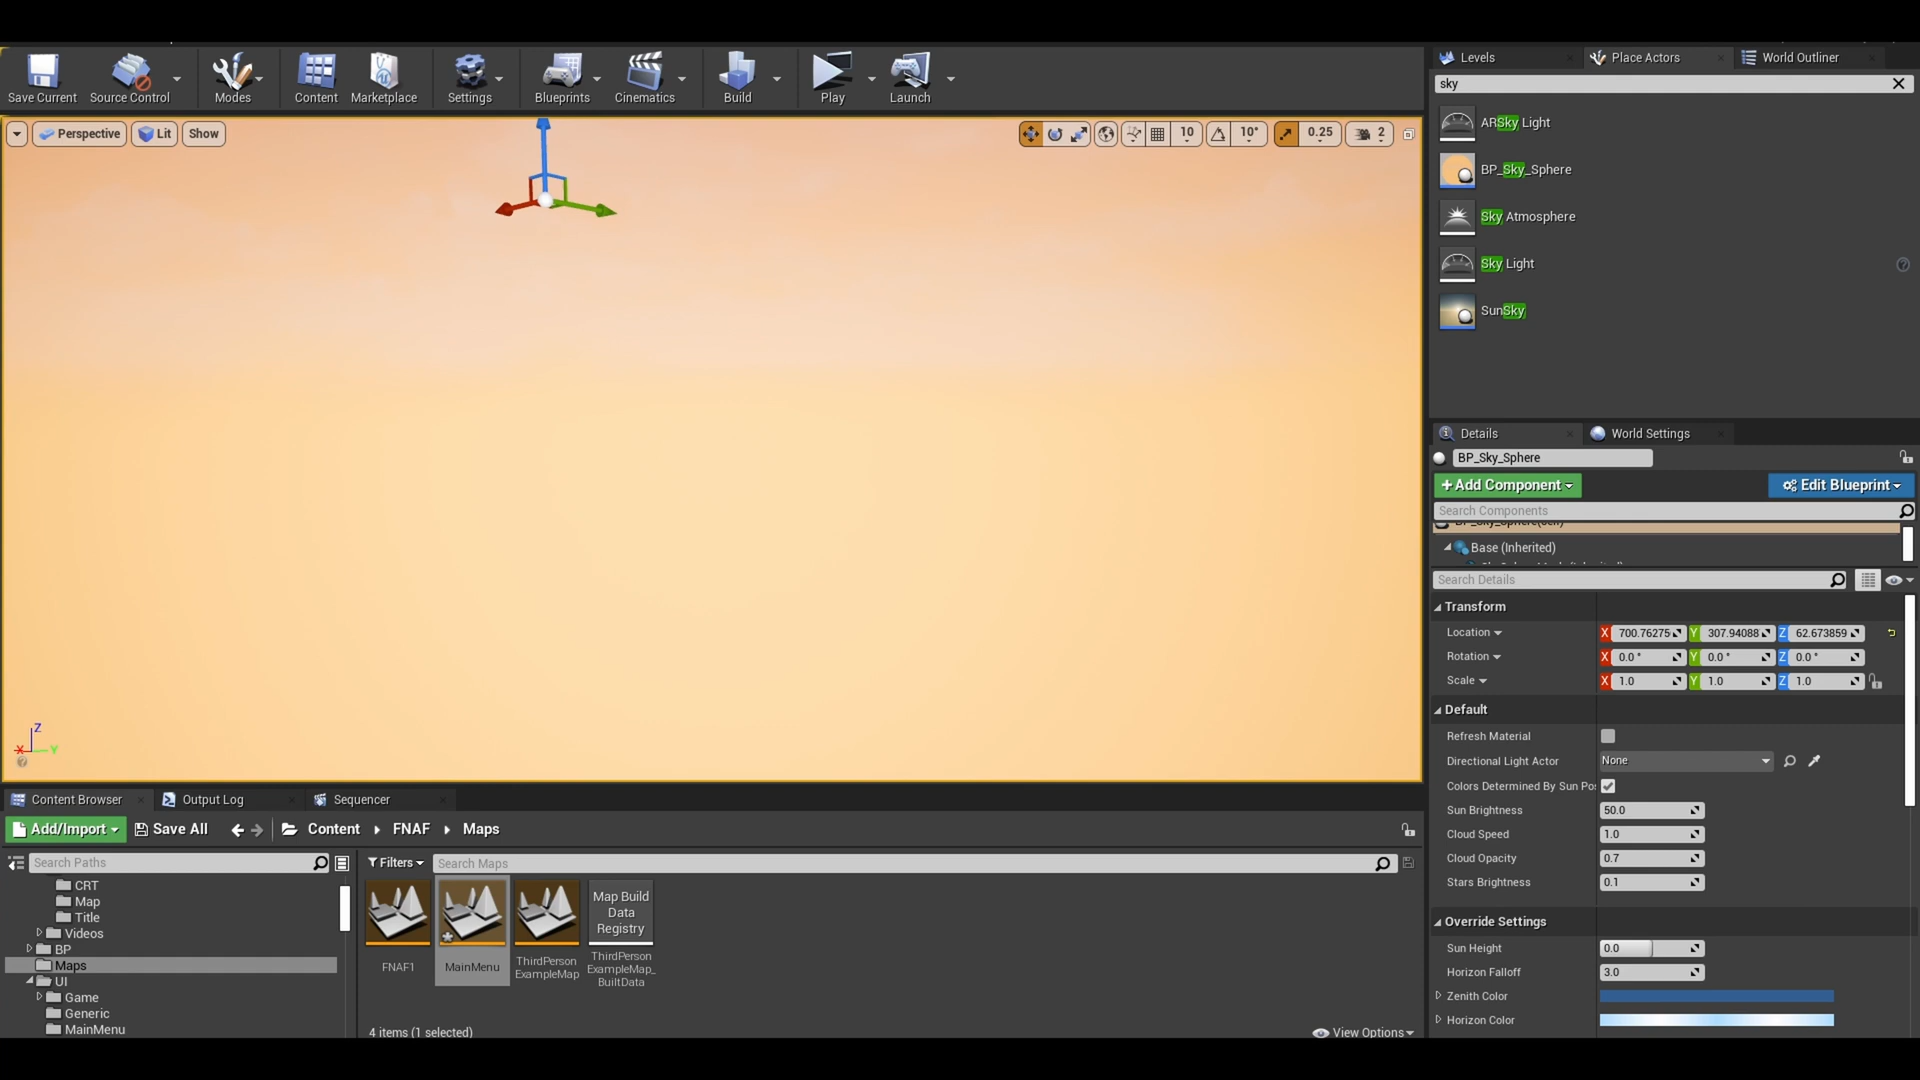 Save Current
Source Control
Modes
Content
Marketplace
Settings
Blueprints
Cinematics
Build
Play
Launch
Perspective
Lit
Show
10
10°
0.25
2
Levels
Place Actors
World Outliner
sky
ARSky Light
BP_Sky_Sphere
Sky Atmosphere
Sky Light
SunSky
Details
World Settings
BP_Sky_Sphere
+Add Component
Edit Blueprint
Search Components
BP_Sky_Sphere(self)
Base (Inherited)
Search Details
Transform
Location
X 700.76275 Y 307.94088 Z 62.673859
Rotation
X 0.0 ° Y 0.0 ° Z 0.0 °
Scale
X 1.0 Y 1.0 Z 1.0
Default
Refresh Material
Directional Light Actor
None
Colors Determined By Sun Pos
Sun Brightness
50.0
Cloud Speed
1.0
Cloud Opacity
0.7
Stars Brightness
0.1
Override Settings
Sun Height
0.0
Horizon Falloff
3.0
Zenith Color
Horizon Color
Z
X
Y
Content Browser
Output Log
Sequencer
Add/Import
Save All
Content
FNAF
Maps
Search Paths
Filters
Search Maps
CRT
Map
Title
Videos
BP
Maps
UI
Game
Generic
MainMenu
FNAF1
MainMenu
ThirdPerson
ExampleMap
Map Build
Data
Registry
ThirdPerson
ExampleMap_
BuiltData
4 items (1 selected)
View Options